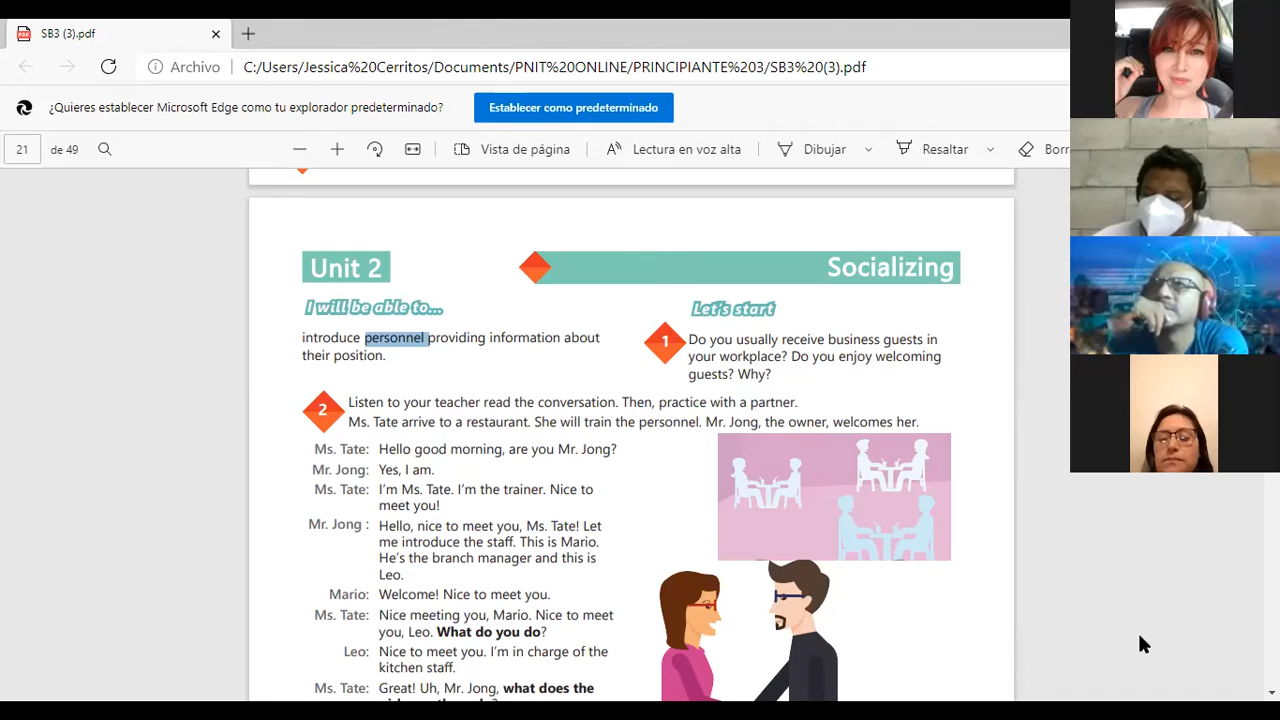 SB3 (3).pdf
Archivo
C:/Users/Jessica%20Cerritos/Documents/PNIT%20ONLINE/PRINCIPIANTE%203/SB3%20(3).pdf
¿Quieres establecer Microsoft Edge como tu explorador predeterminado?
Establecer como predeterminado
21 de 49
Vista de página
Lectura en voz alta
Dibujar
Resaltar
Borr
Unit 2
Socializing
I will be able to...
introduce personnel providing information about
their position.
Let's start
1 Do you usually receive business guests in
your workplace? Do you enjoy welcoming
guests? Why?
2 Listen to your teacher read the conversation. Then, practice with a partner.
Ms. Tate arrive to a restaurant. She will train the personnel. Mr. Jong, the owner, welcomes her.
Ms. Tate: Hello good morning, are you Mr. Jong?
Mr. Jong: Yes, I am.
Ms. Tate: I'm Ms. Tate. I'm the trainer. Nice to
meet you!
Mr. Jong : Hello, nice to meet you, Ms. Tate! Let
me introduce the staff. This is Mario.
He's the branch manager and this is
Leo.
Mario: Welcome! Nice to meet you.
Ms. Tate: Nice meeting you, Mario. Nice to meet
you, Leo. What do you do?
Leo: Nice to meet you. I'm in charge of the
kitchen staff.
Ms. Tate: Great! Uh, Mr. Jong, what does the